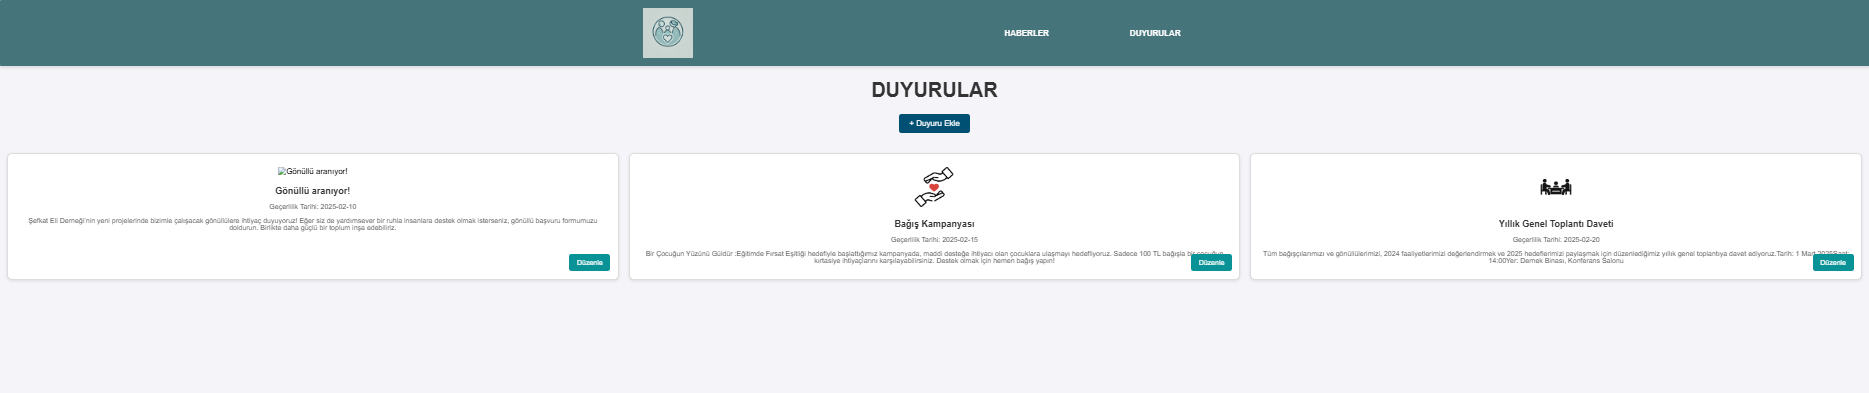 HABERLER
DUYURULAR
DUYURULAR
+ Duyuru Ekle
Gönüllü aranıyor!
Gönüllü aranıyor!
Geçerlilik Tarihi: 2025-02-10
Şefkat Eli Derneği'nin yeni projelerinde bizimle çalışacak gönüllülere ihtiyaç duyuyoruz! Eğer siz de yardımsever bir ruhla insanlara destek olmak isterseniz, gönüllü başvuru formumuzu
doldurun. Birlikte daha güçlü bir toplum inşa edebiliriz.
Düzenle
Bağış Kampanyası
Geçerlilik Tarihi: 2025-02-15
Bir Çocuğun Yüzünü Güldür :Eğitimde Fırsat Eşitliği hedefiyle başlattığımız kampanyada, maddi desteğe ihtiyacı olan çocuklara ulaşmayı hedefliyoruz. Sadece 100 TL bağışla bir çocuğun
kırtasiye ihtiyaçlarını karşılayabilirsiniz. Destek olmak için hemen bağış yapın!
Düzenle
Yıllık Genel Toplantı Daveti
Geçerlilik Tarihi: 2025-02-20
Tüm bağışçılarımızı ve gönüllülerimizi, 2024 faaliyetlerimizi değerlendirmek ve 2025 hedeflerimizi paylaşmak için düzenlediğimiz yıllık genel toplantıya davet ediyoruz.Tarih: 1 Mart 2025Saat:
14:00Yer: Dernek Binası, Konferans Salonu
Düzenle